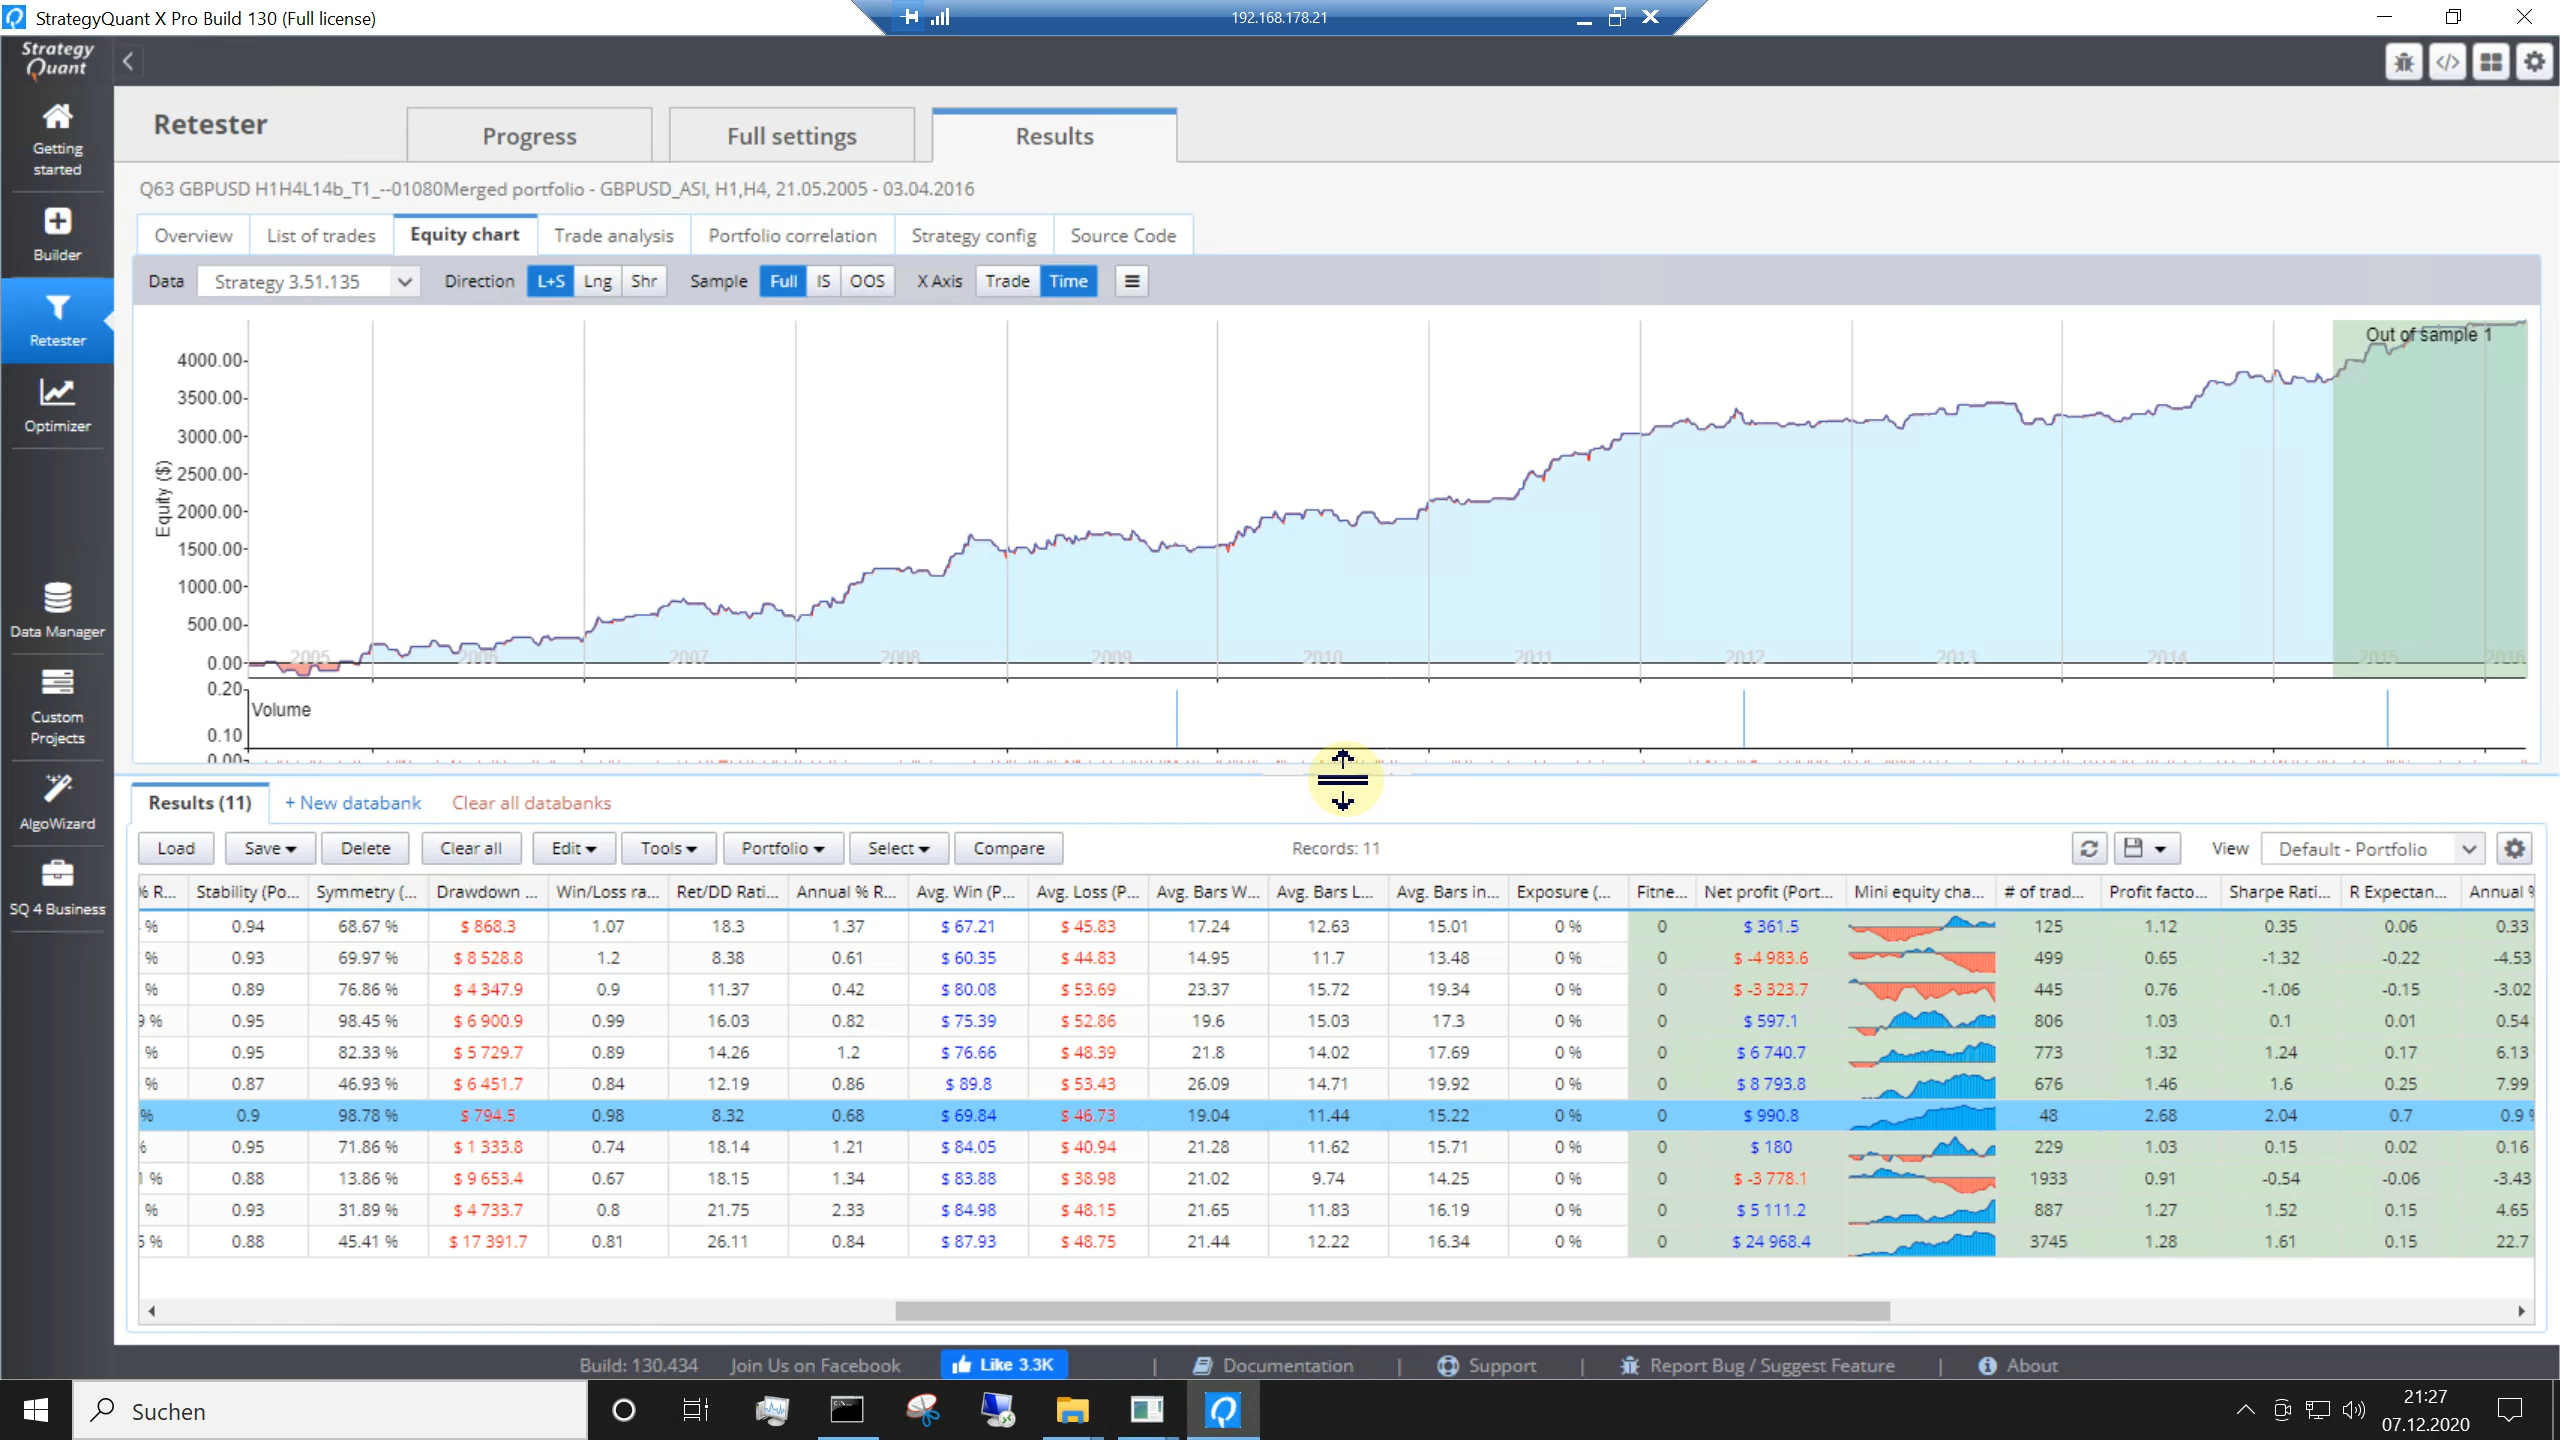 StrategyQuant X Pro Build 130 (Full license)
192.168.178.21
Strategy
Quant
Getting
started
Builder
Retester
Optimizer
Data Manager
Custom
Projects
AlgoWizard
SQ 4 Business
Retester
Progress
Full settings
Results
Q63 GBPUSD H1H4L14b_T1_--01080Merged portfolio - GBPUSD_ASI, H1,H4, 21.05.2005 - 03.04.2016
Overview
List of trades
Equity chart
Trade analysis
Portfolio correlation
Strategy config
Source Code
Data Strategy 3.51.135 Direction L+S Lng Shr Sample Full IS OOS X Axis Trade Time
Out of sample 1
Equity ($)
4000.00
3500.00
3000.00
2500.00
2000.00
1500.00
1000.00
500.00
0.00
2005 2006 2007 2008 2009 2010 2011 2012 2013 2014 2015 2016
0.20
Volume
0.10
0.00
Results (11) + New databank Clear all databanks
Load Save Delete Clear all Edit Tools Portfolio Select Compare Records: 11 View Default - Portfolio
% R... Stability (Po... Symmetry (... Drawdown ... Win/Loss ra... Ret/DD Rati... Annual % R... Avg. Win (P... Avg. Loss (P... Avg. Bars W... Avg. Bars L... Avg. Bars in... Exposure (... Fitne... Net profit (Port... Mini equity cha... # of trad... Profit facto... Sharpe Rati... R Expectan... Annual %
% 0.94 68.67 % $ 868.3 1.07 18.3 1.37 $ 67.21 $ 45.83 17.24 12.63 15.01 0 % 0 $ 361.5 125 1.12 0.35 0.06 0.33
% 0.93 69.97 % $ 8 528.8 1.2 8.38 0.61 $ 60.35 $ 44.83 14.95 11.7 13.48 0 % 0 $ -4 983.6 499 0.65 -1.32 -0.22 -4.53
% 0.89 76.86 % $ 4 347.9 0.9 11.37 0.42 $ 80.08 $ 53.69 23.37 15.72 19.34 0 % 0 $ -3 323.7 445 0.76 -1.06 -0.15 -3.02
9 % 0.95 98.45 % $ 6 900.9 0.99 16.03 0.82 $ 75.39 $ 52.86 19.6 15.03 17.3 0 % 0 $ 597.1 806 1.03 0.1 0.01 0.54
% 0.95 82.33 % $ 5 729.7 0.89 14.26 1.2 $ 76.66 $ 48.39 21.8 14.02 17.69 0 % 0 $ 6 740.7 773 1.32 1.24 0.17 6.13
% 0.87 46.93 % $ 6 451.7 0.84 12.19 0.86 $ 89.8 $ 53.43 26.09 14.71 19.92 0 % 0 $ 8 793.8 676 1.46 1.6 0.25 7.99
% 0.9 98.78 % $ 794.5 0.98 8.32 0.68 $ 69.84 $ 46.73 19.04 11.44 15.22 0 % 0 $ 990.8 48 2.68 2.04 0.7 0.9 %
% 0.95 71.86 % $ 1 333.8 0.74 18.14 1.21 $ 84.05 $ 40.94 21.28 11.62 15.71 0 % 0 $ 180 229 1.03 0.15 0.02 0.16
1 % 0.88 13.86 % $ 9 653.4 0.67 18.15 1.34 $ 83.88 $ 38.98 21.02 9.74 14.25 0 % 0 $ -3 778.1 1933 0.91 -0.54 -0.06 -3.43
% 0.93 31.89 % $ 4 733.7 0.8 21.75 2.33 $ 84.98 $ 48.15 21.65 11.83 16.19 0 % 0 $ 5 111.2 887 1.27 1.52 0.15 4.65
5 % 0.88 45.41 % $ 17 391.7 0.81 26.11 0.84 $ 87.93 $ 48.75 21.44 12.22 16.34 0 % 0 $ 24 968.4 3745 1.28 1.61 0.15 22.7
Build: 130.434 Join Us on Facebook Like 3.3K | Documentation | Support | Report Bug / Suggest Feature | About
Suchen
21:27
07.12.2020